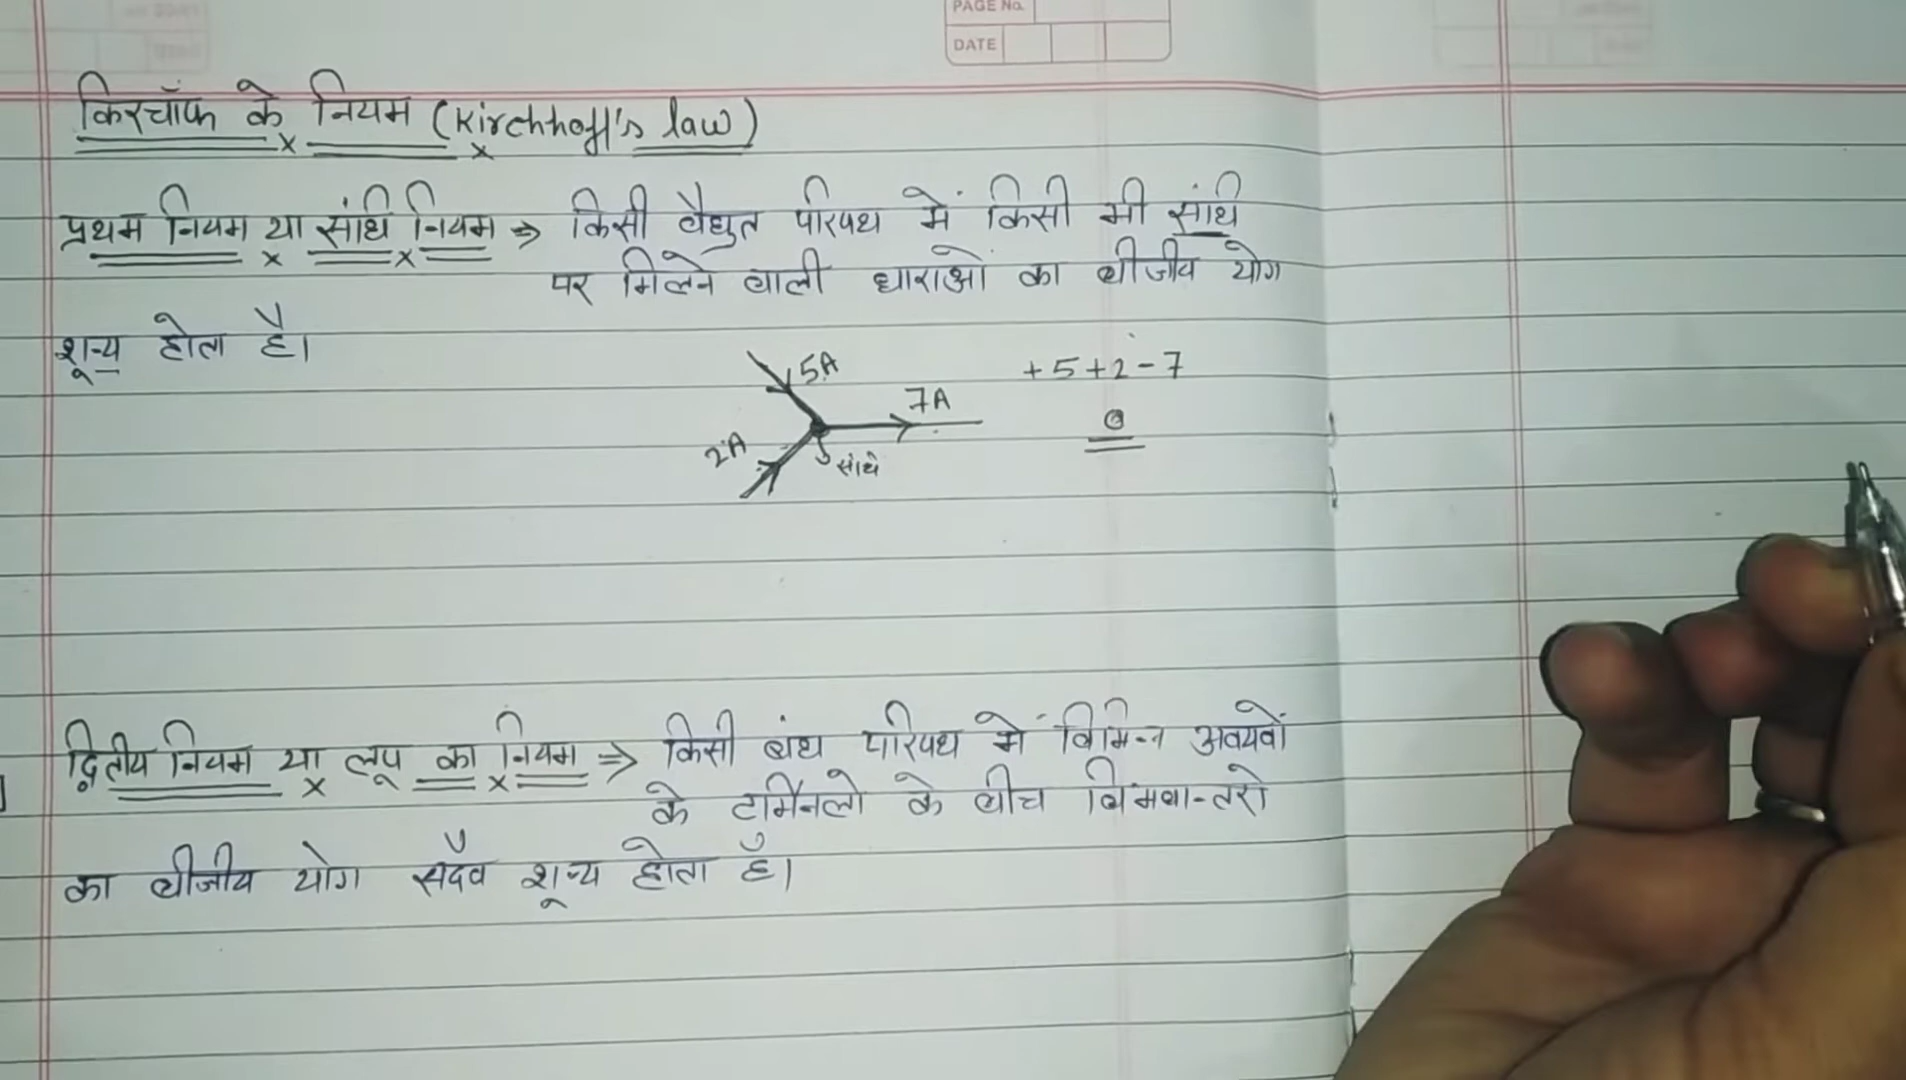 PAGE No.
DATE
किरचॉफ के नियम (Kirchhoff's law)
प्रथम नियम या संधि नियम ⇒ किसी वैद्युत परिपथ में किसी भी संधि
पर मिलने वाली धाराओं का बीजीय योग
शून्य होता है।
5A
7A
+5+2-7
0
2A
संधि
द्वितीय नियम या लूप का नियम ⇒ किसी बंध परिपथ में विभिन्न अवयवों
के टर्मिनलो के बीच विभवान्तरो
का बीजीय योग सदैव शून्य होता है।